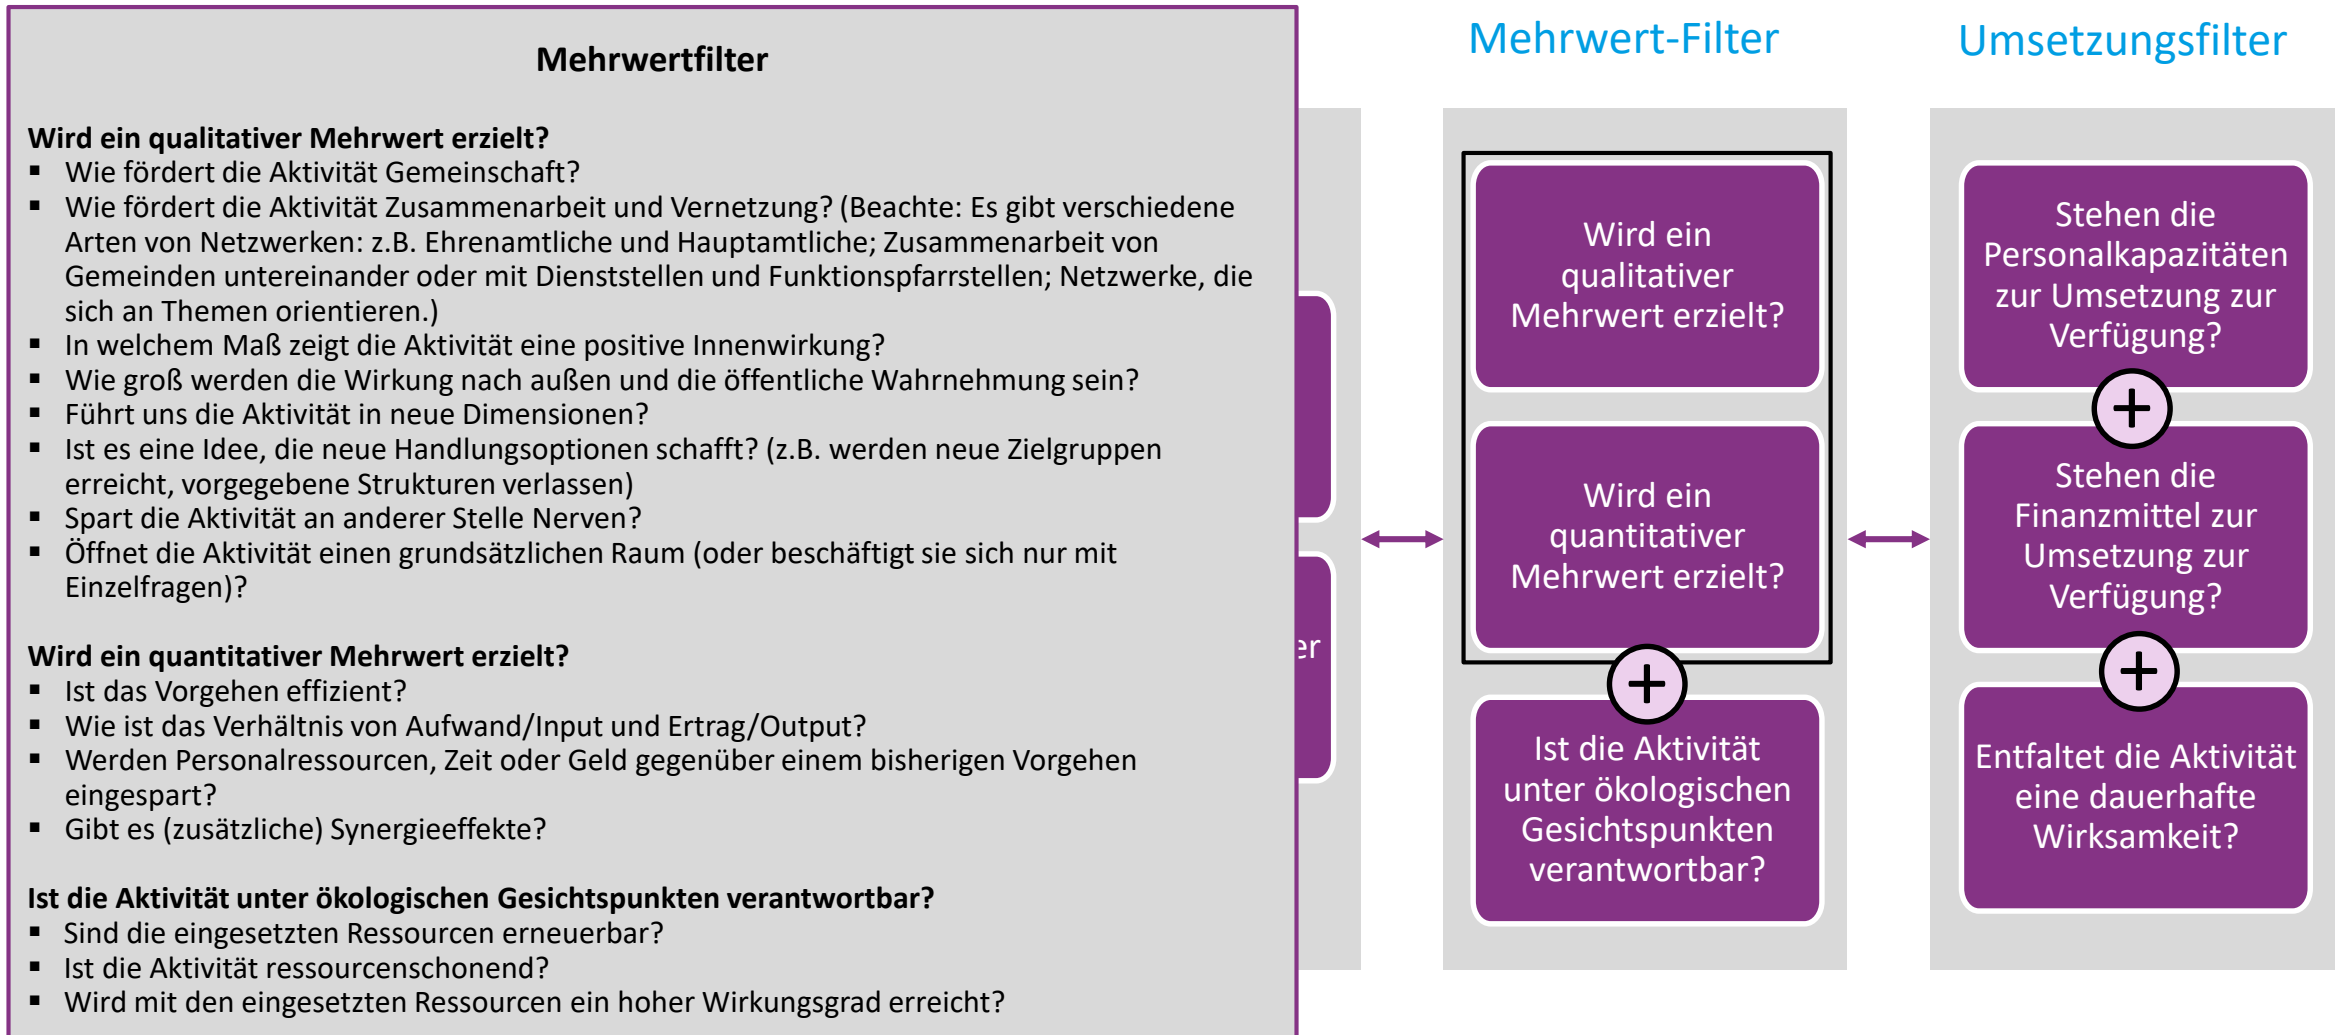 Mehrwertfilter
Wird ein qualitativer Mehrwert erzielt?
▪ Wie fördert die Aktivität Gemeinschaft?
▪ Wie fördert die Aktivität Zusammenarbeit und Vernetzung? (Beachte: Es gibt verschiedene
Arten von Netzwerken: z.B. Ehrenamtliche und Hauptamtliche; Zusammenarbeit von
Gemeinden untereinander oder mit Dienststellen und Funktionspfarrstellen; Netzwerke, die
sich an Themen orientieren.)
▪ In welchem Maß zeigt die Aktivität eine positive Innenwirkung?
▪ Wie groß werden die Wirkung nach außen und die öffentliche Wahrnehmung sein?
▪ Führt uns die Aktivität in neue Dimensionen?
▪ Ist es eine Idee, die neue Handlungsoptionen schafft? (z.B. werden neue Zielgruppen
erreicht, vorgegebene Strukturen verlassen)
▪ Spart die Aktivität an anderer Stelle Nerven?
▪ Öffnet die Aktivität einen grundsätzlichen Raum (oder beschäftigt sie sich nur mit
Einzelfragen)?
Wird ein quantitativer Mehrwert erzielt?
▪ Ist das Vorgehen effizient?
▪ Wie ist das Verhältnis von Aufwand/Input und Ertrag/Output?
▪ Werden Personalressourcen, Zeit oder Geld gegenüber einem bisherigen Vorgehen
eingespart?
▪ Gibt es (zusätzliche) Synergieeffekte?
Ist die Aktivität unter ökologischen Gesichtspunkten verantwortbar?
▪ Sind die eingesetzten Ressourcen erneuerbar?
▪ Ist die Aktivität ressourcenschonend?
▪ Wird mit den eingesetzten Ressourcen ein hoher Wirkungsgrad erreicht?
Mehrwert-Filter
Wird ein
qualitativer
Mehrwert erzielt?
Wird ein
quantitativer
Mehrwert erzielt?
+
Ist die Aktivität
unter ökologischen
Gesichtspunkten
verantwortbar?
Umsetzungsfilter
Stehen die
Personalkapazitäten
zur Umsetzung zur
Verfügung?
+
Stehen die
Finanzmittel zur
Umsetzung zur
Verfügung?
+
Entfaltet die Aktivität
eine dauerhafte
Wirksamkeit?